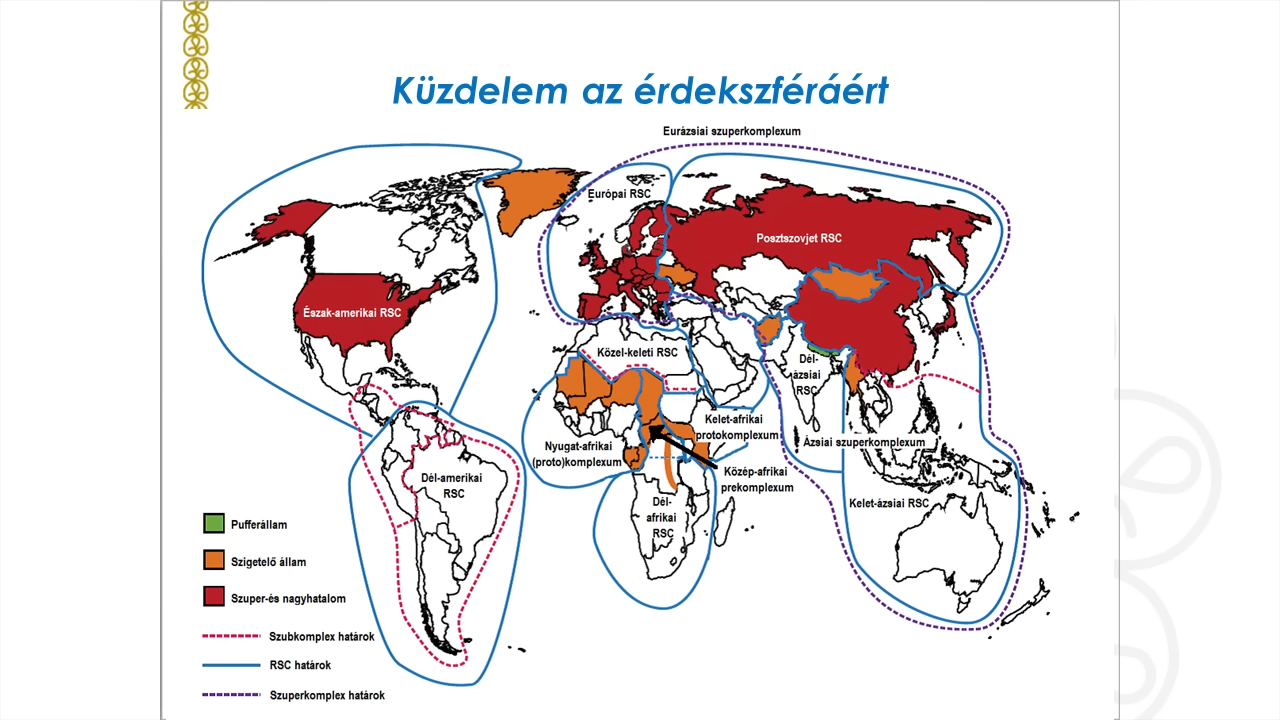 Küzdelem az érdekszféráért
Eurázsiai szuperkomplexum
Európai RSC
Posztszovjet RSC
Észak-amerikai RSC
Közel-keleti RSC
Dél-
ázsiai
RSC
Kelet-afrikai
protokomplexum
Ázsiai szuperkomplexum
Nyugat-afrikai
(proto)komplexum
Közép-afrikai
prekomplexum
Dél-amerikai
RSC
Dél-
afrikai
RSC
Kelet-ázsiai RSC
Pufferállam
Szigetelő állam
Szuper-és nagyhatalom
Szubkomplex határok
RSC határok
Szuperkomplex határok